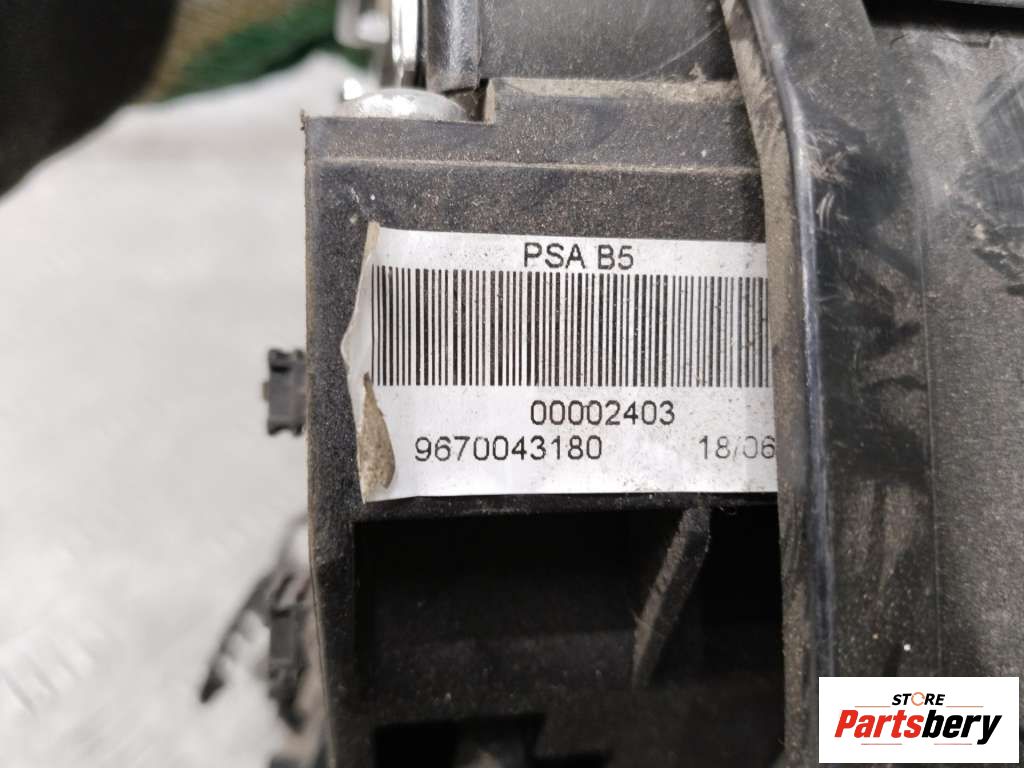 PSA B5
00002403
9670043180 18/06
STORE
Partsbery